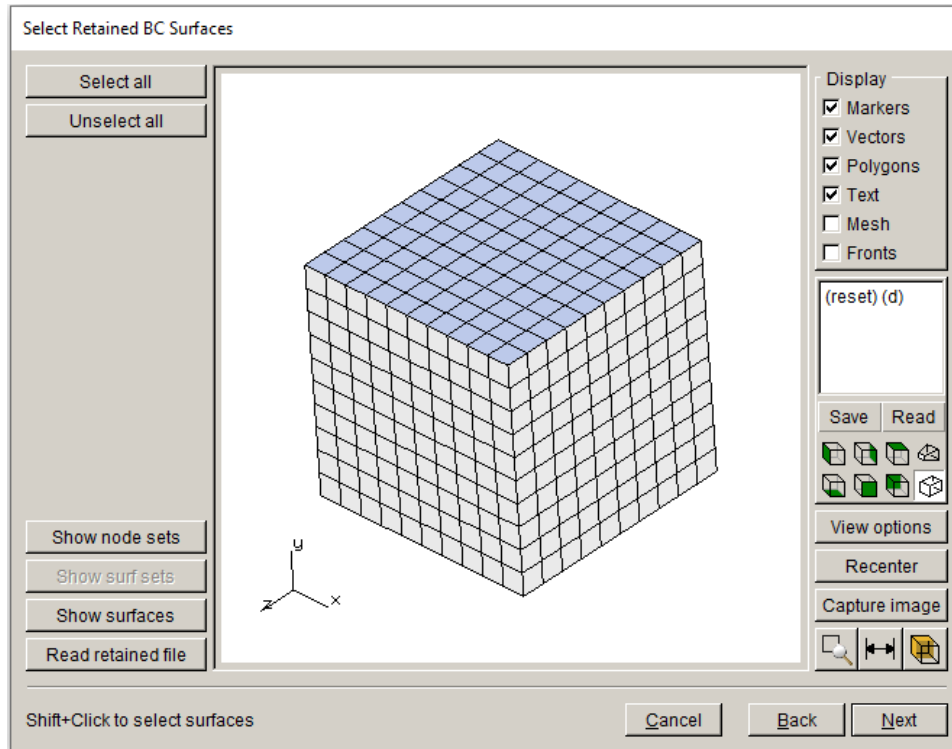 Select Retained BC Surfaces
Select all
Unselect all
Show node sets
Show surf sets
Show surfaces
Read retained file
y
x
z
Display
Markers
Vectors
Polygons
Text
Mesh
Fronts
(reset) (d)
Save Read
View options
Recenter
Capture image
Shift+Click to select surfaces
Cancel Back Next